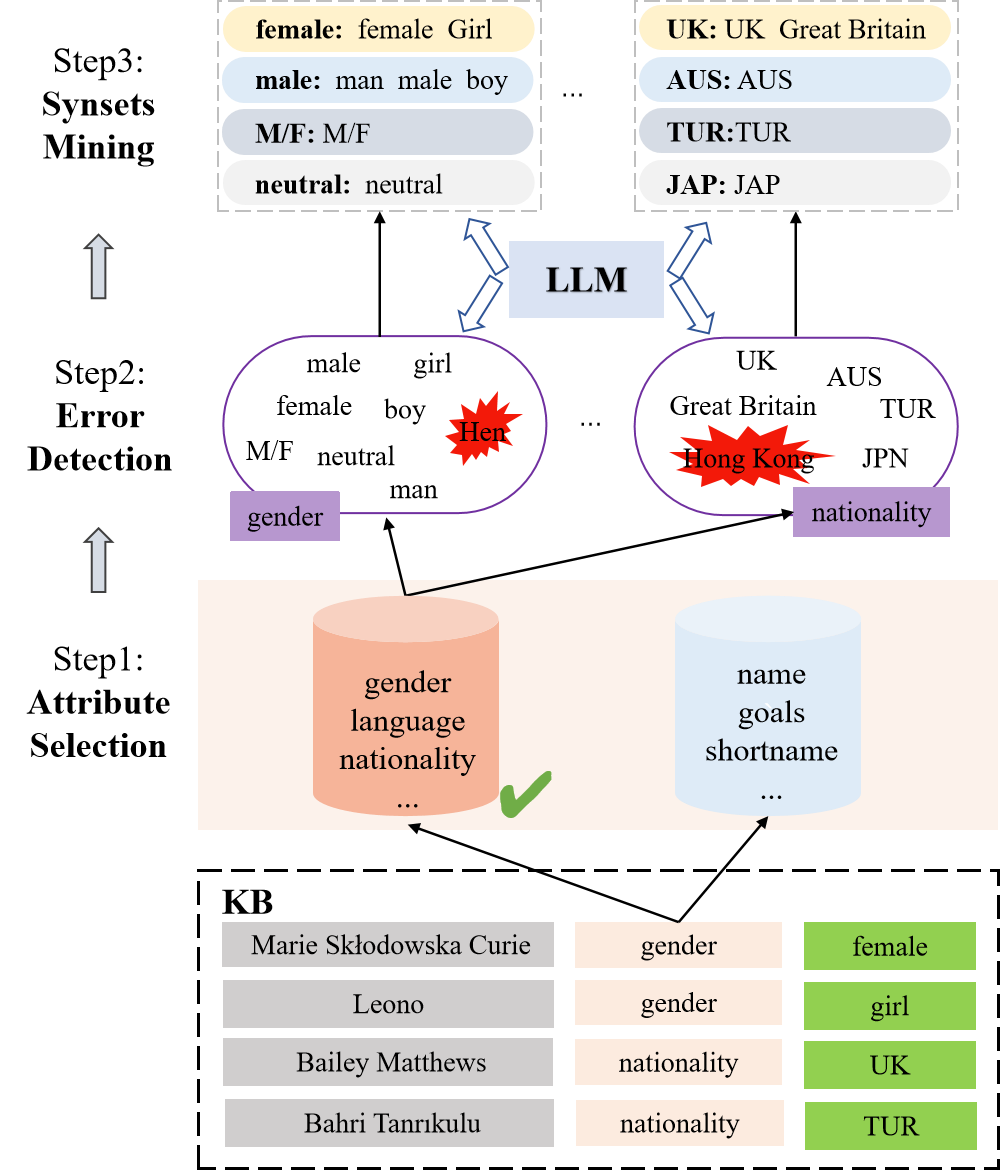 Step3:
Synsets
Mining
female: female Girl
male: man male boy
M/F: M/F
neutral: neutral
...
UK: UK Great Britain
AUS: AUS
TUR:TUR
JAP: JAP
LLM
Step2:
Error
Detection
male
girl
female
boy
Hen
M/F
neutral
man
gender
...
UK
AUS
Great Britain
TUR
Hong Kong
JPN
nationality
Step1:
Attribute
Selection
gender
language
nationality
...
name
goals
shortname
...
KB
Marie Skłodowska Curie gender female
Leono gender girl
Bailey Matthews nationality UK
Bahri Tanrıkulu nationality TUR